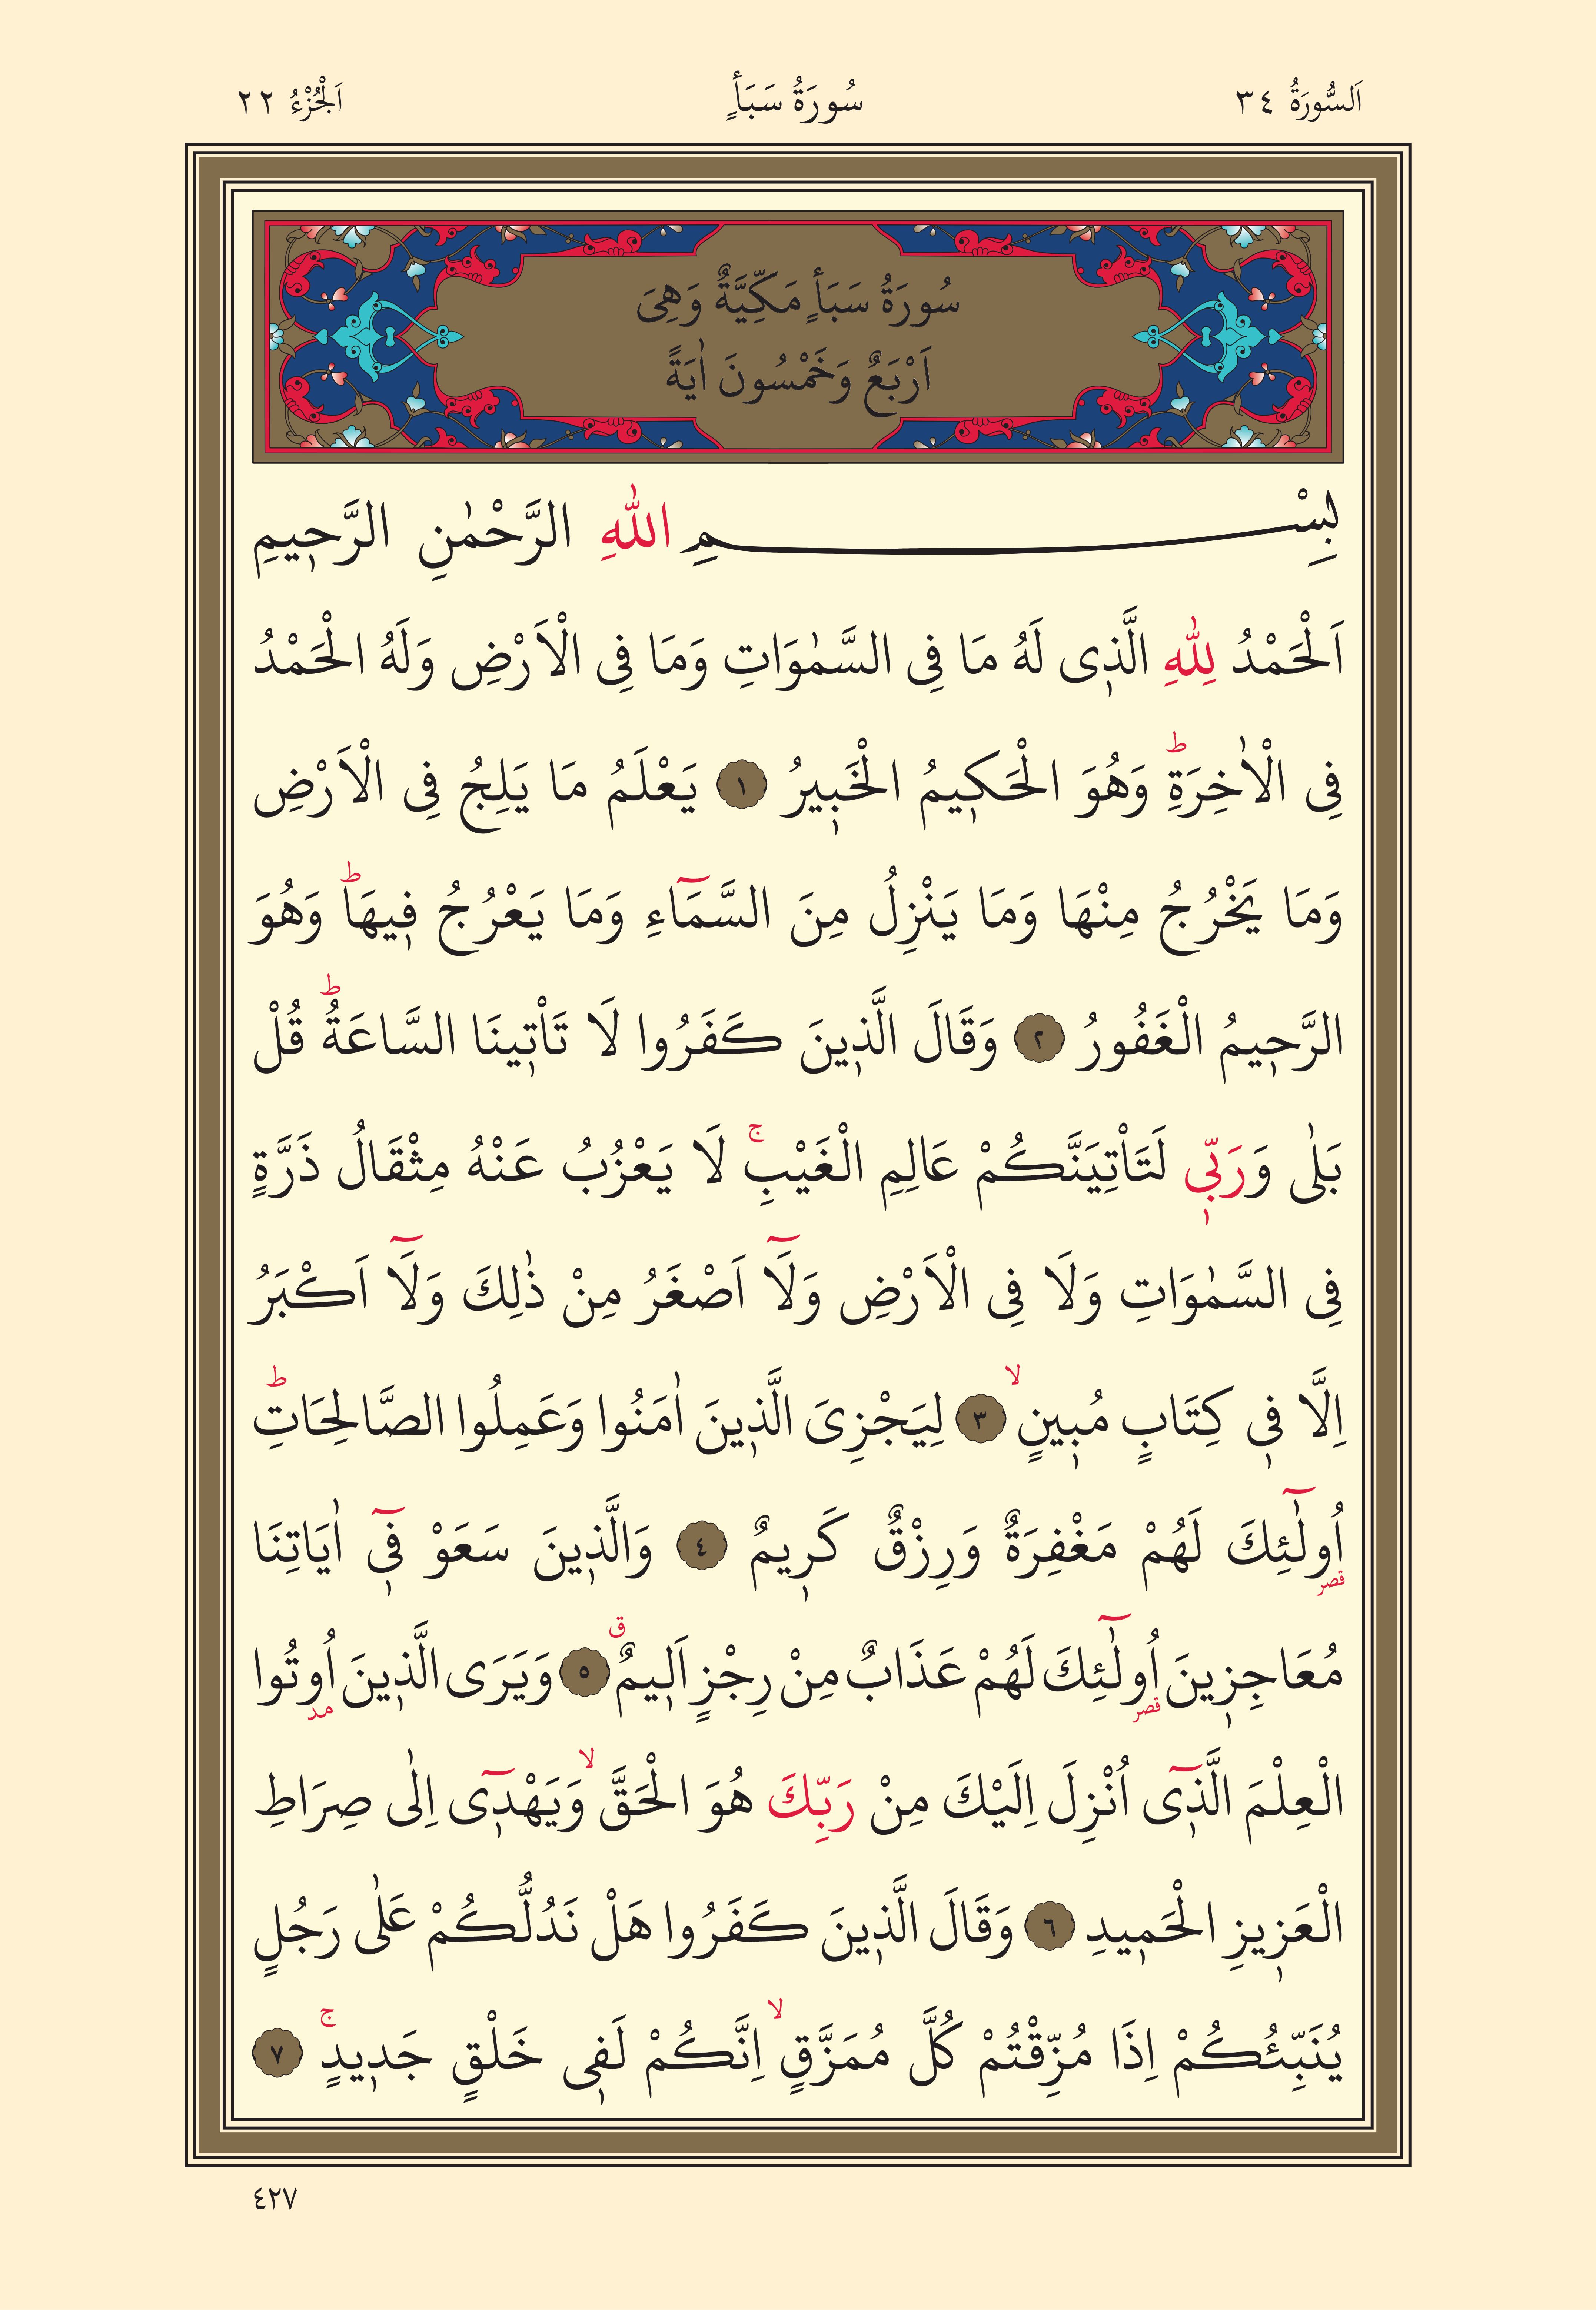 اَلسُّورَةُ ٣٤ سُورَةُ سَبَأٍ اَلْجُزْءُ ٢٢
سُورَةُ سَبَأٍ مَكِّيَّةٌ وَهِىَ
اَرْبَعٌ وَخَمْسُونَ اٰيَةً
بِسْمِ اللّٰهِ الرَّحْمٰنِ الرَّح۪يمِ
اَلْحَمْدُ لِلّٰهِ الَّذ۪ى لَهُ مَا فِى السَّمٰوَاتِ وَمَا فِى الْاَرْضِ وَلَهُ الْحَمْدُ
فِى الْاٰخِرَةِۜ وَهُوَ الْحَك۪يمُ الْخَب۪يرُ ﴿١﴾ يَعْلَمُ مَا يَلِجُ فِى الْاَرْضِ
وَمَا يَخْرُجُ مِنْهَا وَمَا يَنْزِلُ مِنَ السَّمَٓاءِ وَمَا يَعْرُجُ ف۪يهَاۜ وَهُوَ
الرَّح۪يمُ الْغَفُورُ ﴿٢﴾ وَقَالَ الَّذ۪ينَ كَفَرُوا لَا تَأْت۪ينَا السَّاعَةُۜ قُلْ
بَلٰى وَرَبّ۪ى لَتَأْتِيَنَّكُمْ عَالِمِ الْغَيْبِۚ لَا يَعْزُبُ عَنْهُ مِثْقَالُ ذَرَّةٍ
فِى السَّمٰوَاتِ وَلَا فِى الْاَرْضِ وَلَٓا اَصْغَرُ مِنْ ذٰلِكَ وَلَٓا اَكْبَرُ
اِلَّا ف۪ى كِتَابٍ مُب۪ينٍۙ ﴿٣﴾ لِيَجْزِىَ الَّذ۪ينَ اٰمَنُوا وَعَمِلُوا الصَّالِحَاتِۜ
اُو۬لٰٓئِكَ لَهُمْ مَغْفِرَةٌ وَرِزْقٌ كَر۪يمٌ ﴿٤﴾ وَالَّذ۪ينَ سَعَوْ ف۪ٓى اٰيَاتِنَا
مُعَاجِز۪ينَ اُو۬لٰٓئِكَ لَهُمْ عَذَابٌ مِنْ رِجْزٍ اَل۪يمٌۗ ﴿٥﴾ وَيَرَى الَّذ۪ينَ اُو۫تُوا
الْعِلْمَ الَّذ۪ٓى اُنْزِلَ اِلَيْكَ مِنْ رَبِّكَ هُوَ الْحَقَّۙ وَيَهْد۪ٓى اِلٰى صِرَاطِ
الْعَز۪يزِ الْحَم۪يدِ ﴿٦﴾ وَقَالَ الَّذ۪ينَ كَفَرُوا هَلْ نَدُلُّكُمْ عَلٰى رَجُلٍ
يُنَبِّئُكُمْ اِذَا مُزِّقْتُمْ كُلَّ مُمَزَّقٍۙ اِنَّكُمْ لَف۪ى خَلْقٍ جَد۪يدٍۚ ﴿٧﴾
٤٢٧